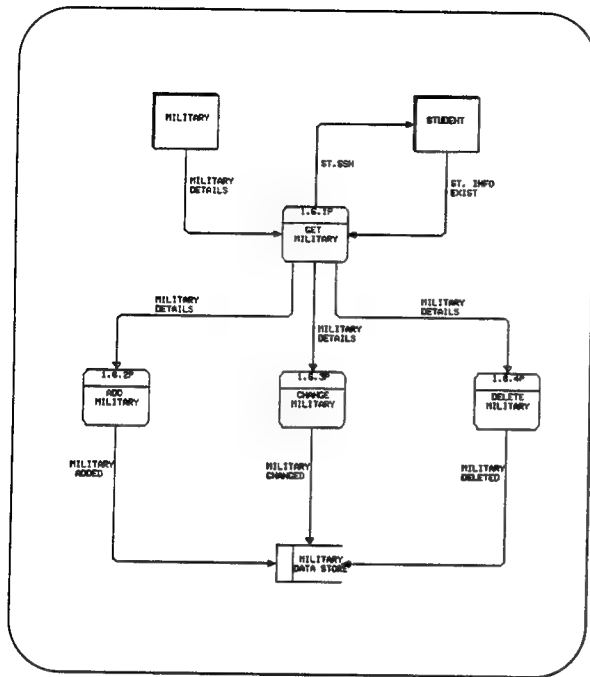 MILITARY
STUDENT
MILITARY
DETAILS
ST.SSN
ST. INFO
EXIST
1.6.1P
GET
MILITARY
MILITARY
DETAILS
MILITARY
DETAILS
MILITARY
DETAILS
1.6.2P
ADD
MILITARY
1.6.3P
CHANGE
MILITARY
1.6.4P
DELETE
MILITARY
MILITARY
ADDED
MILITARY
CHANGED
MILITARY
DELETED
MILITARY
DATA STORE